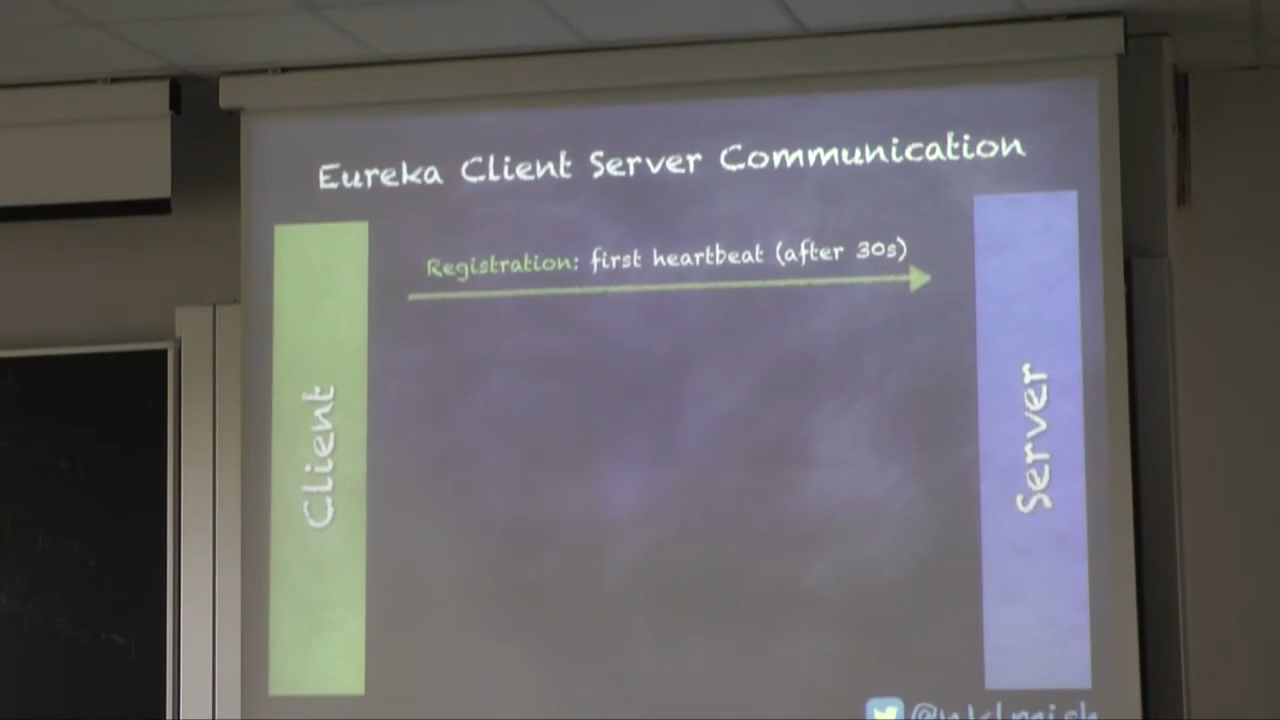 Eureka Client Server Communication
Registration: first heartbeat (after 30s)
Client
Server